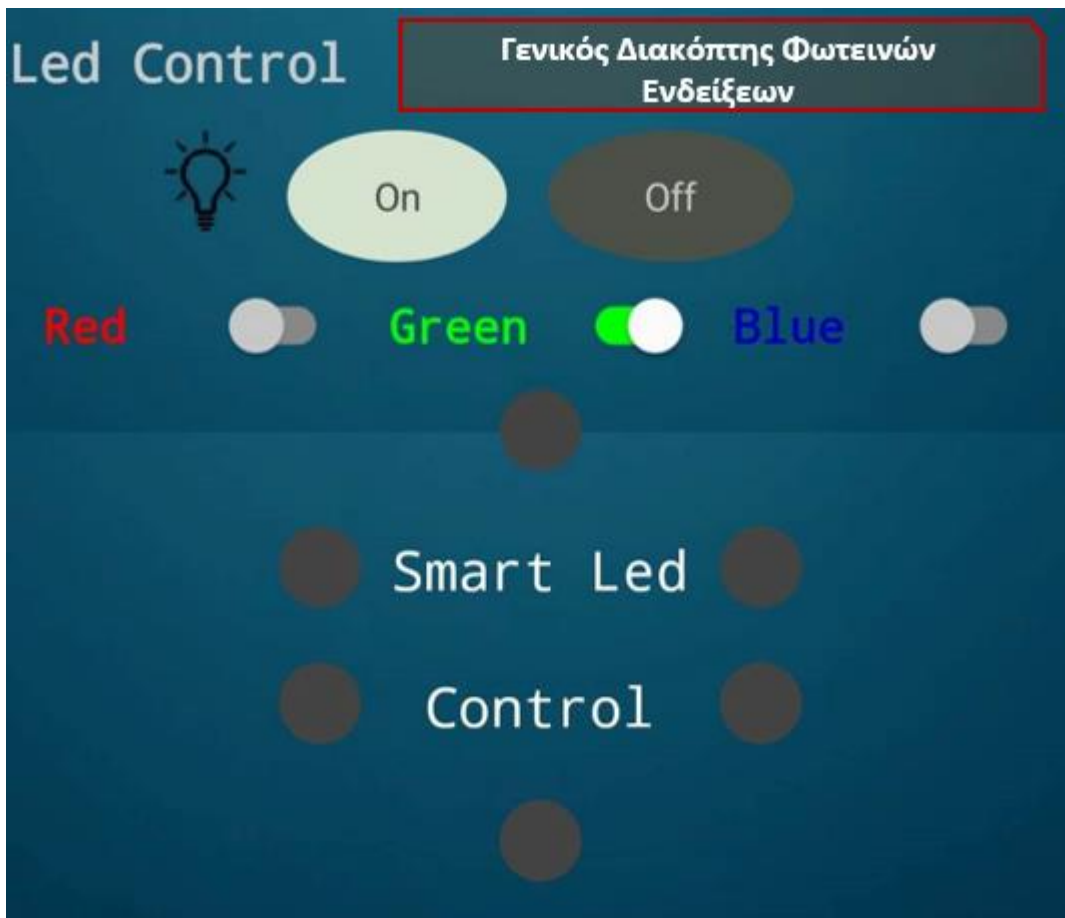 Led Control
Γενικός Διακόπτης Φωτεινών
Ενδείξεων
On
Off
Red
Green
Blue
Smart Led
Control